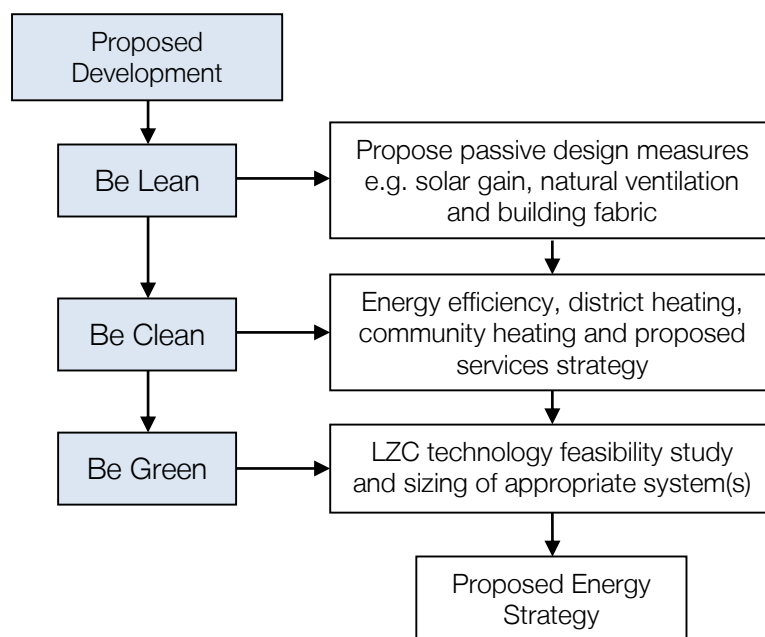 Proposed
Development
Be Lean
Propose passive design measures
e.g. solar gain, natural ventilation
and building fabric
Be Clean
Energy efficiency, district heating,
community heating and proposed
services strategy
Be Green
LZC technology feasibility study
and sizing of appropriate system(s)
Proposed Energy
Strategy